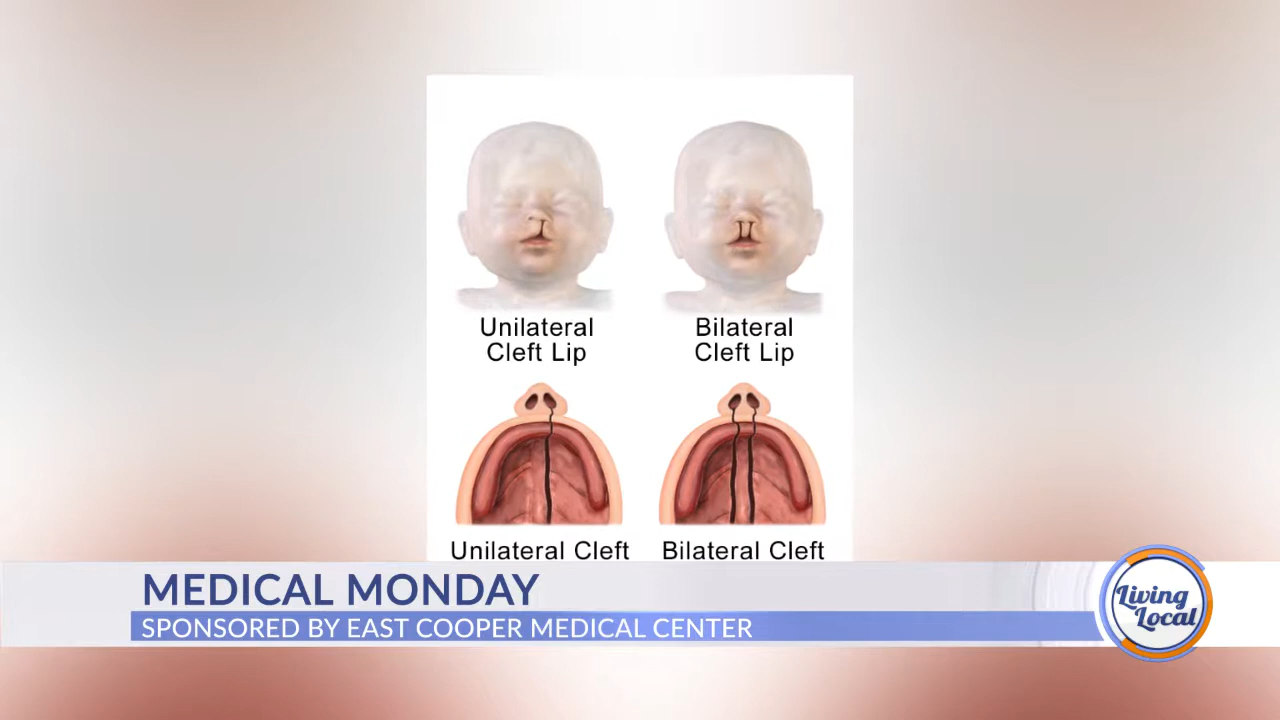 Unilateral
Cleft Lip
Bilateral
Cleft Lip
Unilateral Cleft
Bilateral Cleft
MEDICAL MONDAY
SPONSORED BY EAST COOPER MEDICAL CENTER
Living
Local